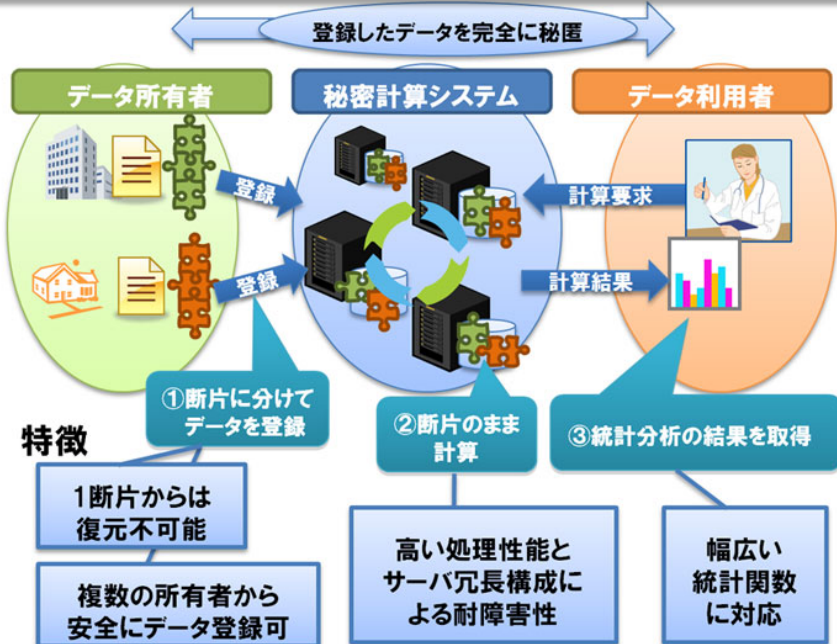 登録したデータを完全に秘匿
データ所有者
秘密計算システム
データ利用者
登録
計算要求
登録
計算結果
①断片に分けて
データを登録
②断片のまま
計算
③統計分析の結果を取得
特徴
1断片からは
復元不可能
複数の所有者から
安全にデータ登録可
高い処理性能と
サーバ冗長構成に
よる耐障害性
幅広い
統計関数
に対応